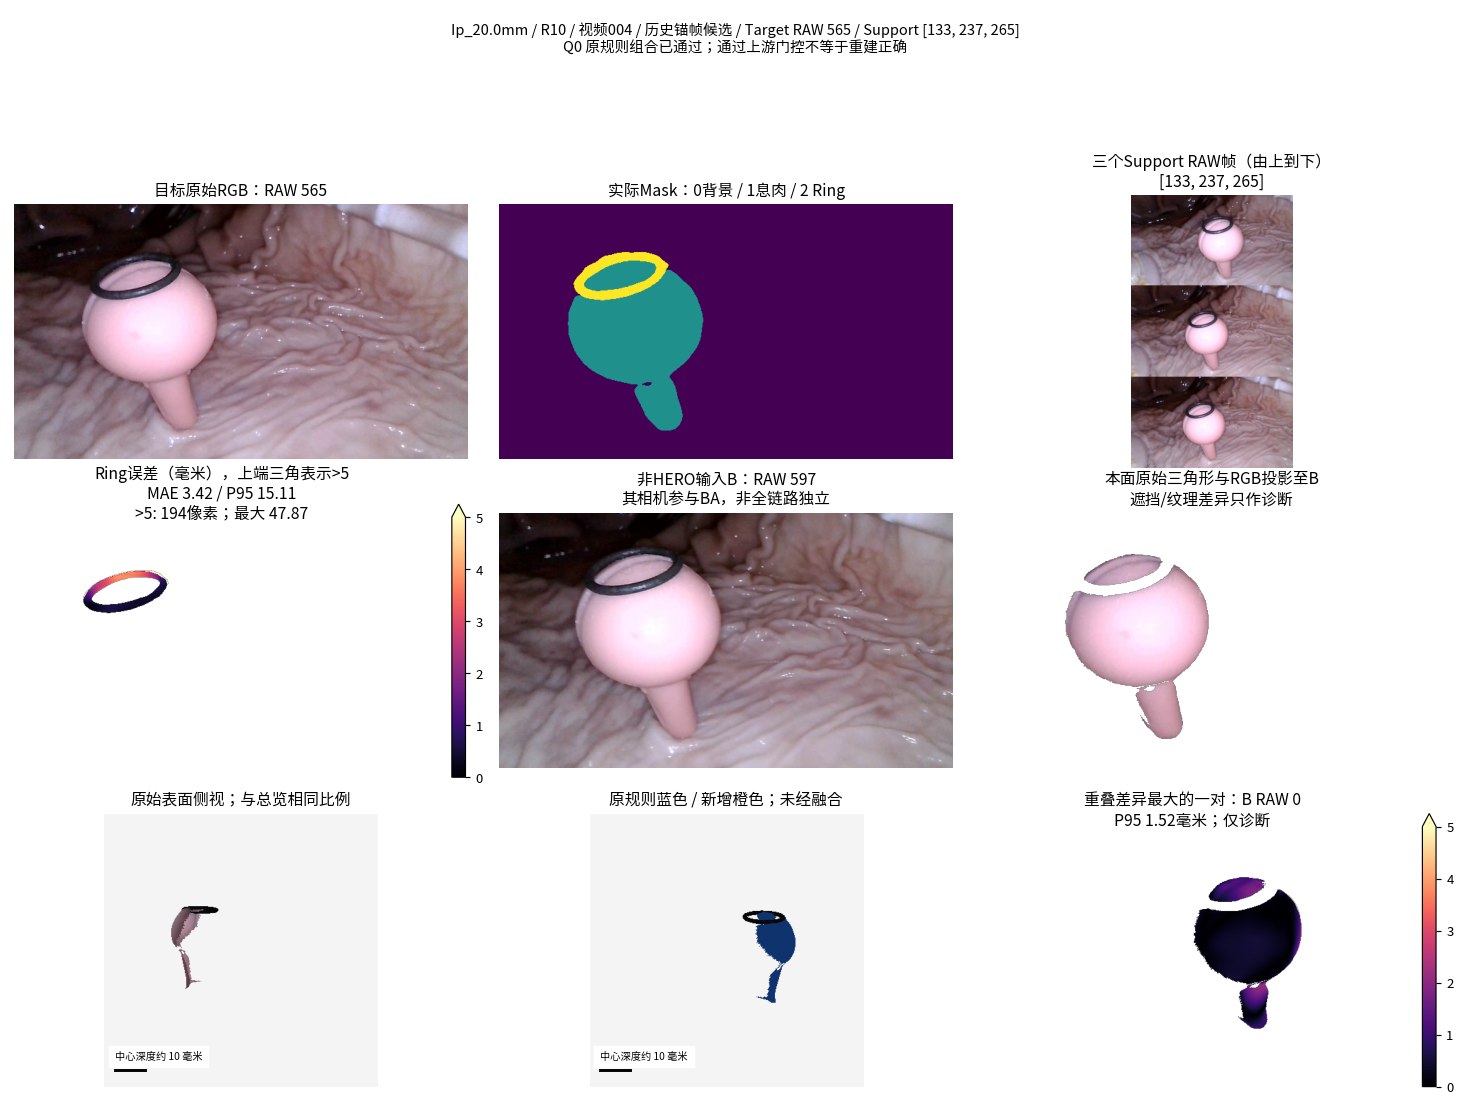 Ip_20.0mm / R10 / 视频004 / 历史锚帧候选 / Target RAW 565 / Support [133, 237, 265]
Q0 原规则组合已通过；通过上游门控不等于重建正确
目标原始RGB：RAW 565
实际Mask：0背景 / 1息肉 / 2 Ring
三个Support RAW帧（由上到下）
[133, 237, 265]
Ring误差（毫米），上端三角表示>5
MAE 3.42 / P95 15.11
>5: 194像素；最大 47.87
5
4
3
2
1
0
非HERO输入B：RAW 597
其相机参与BA，非全链路独立
本面原始三角形与RGB投影至B
遮挡/纹理差异只作诊断
原始表面侧视；与总览相同比例
中心深度约 10 毫米
原规则蓝色 / 新增橙色；未经融合
中心深度约 10 毫米
重叠差异最大的一对：B RAW 0
P95 1.52毫米；仅诊断
5
4
3
2
1
0